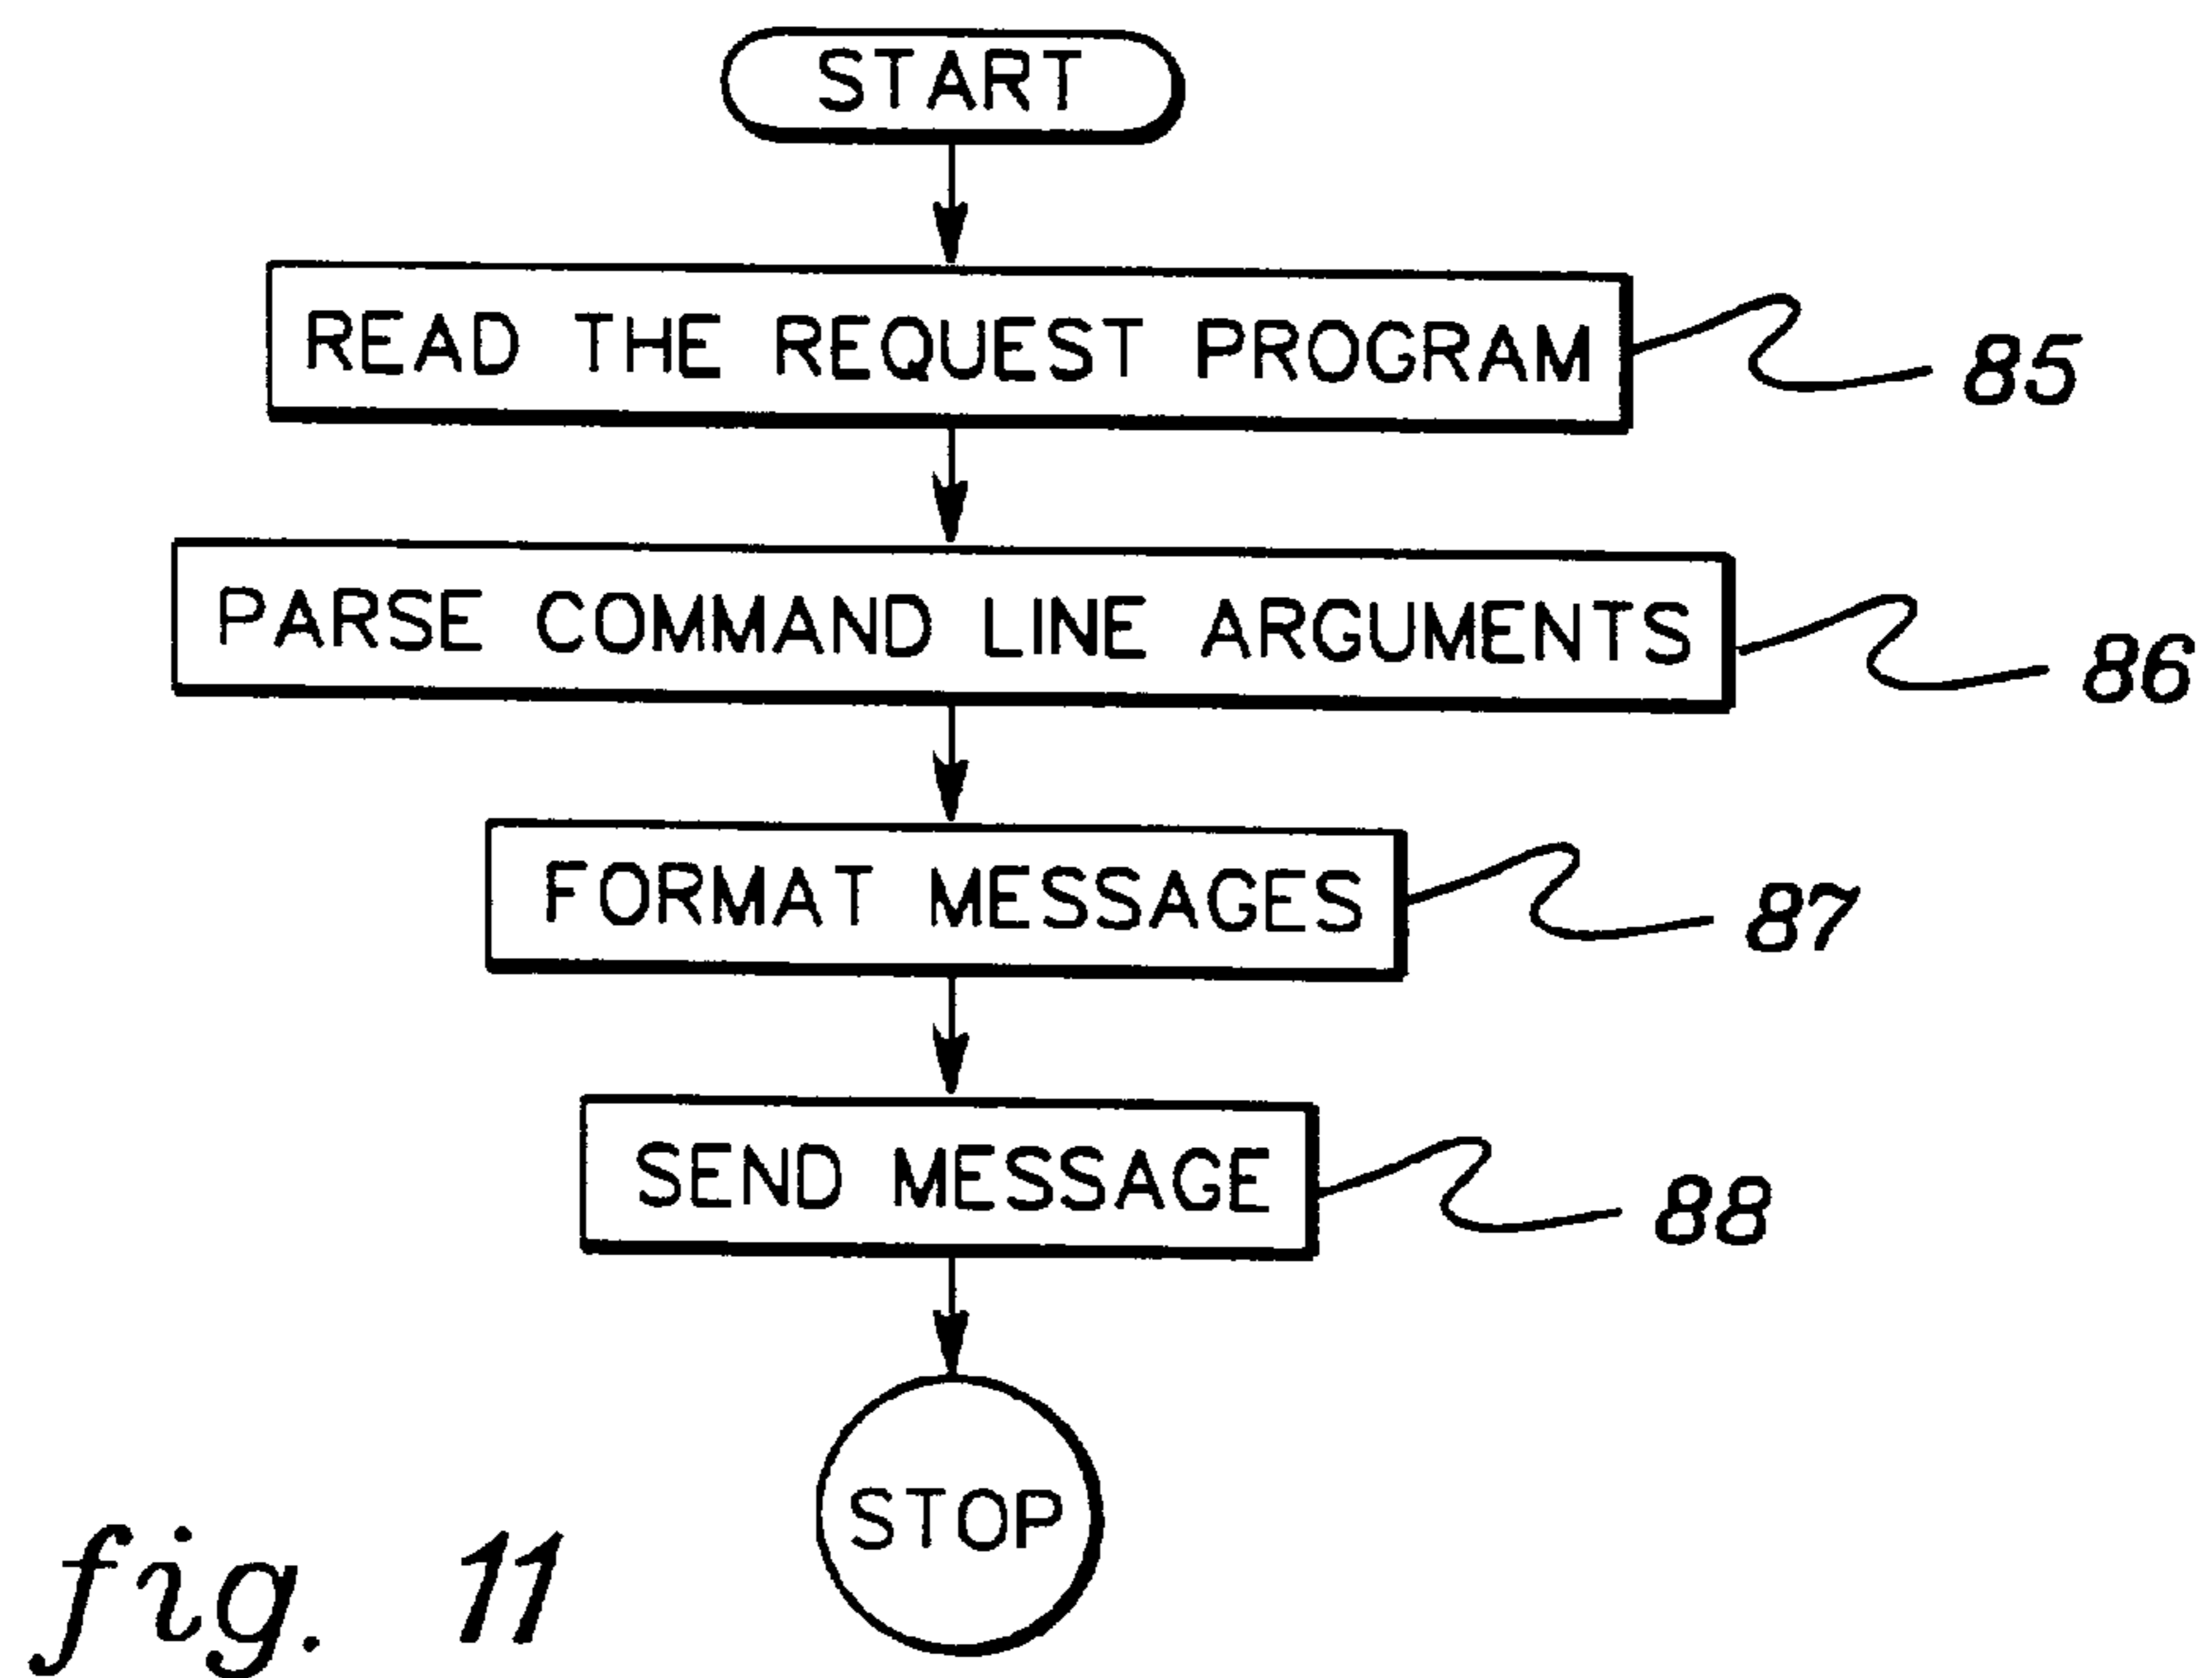 START
READ THE REQUEST PROGRAM
85
PARSE COMMAND LINE ARGUMENTS
86
FORMAT MESSAGES
87
SEND MESSAGE
88
STOP
fig. 11